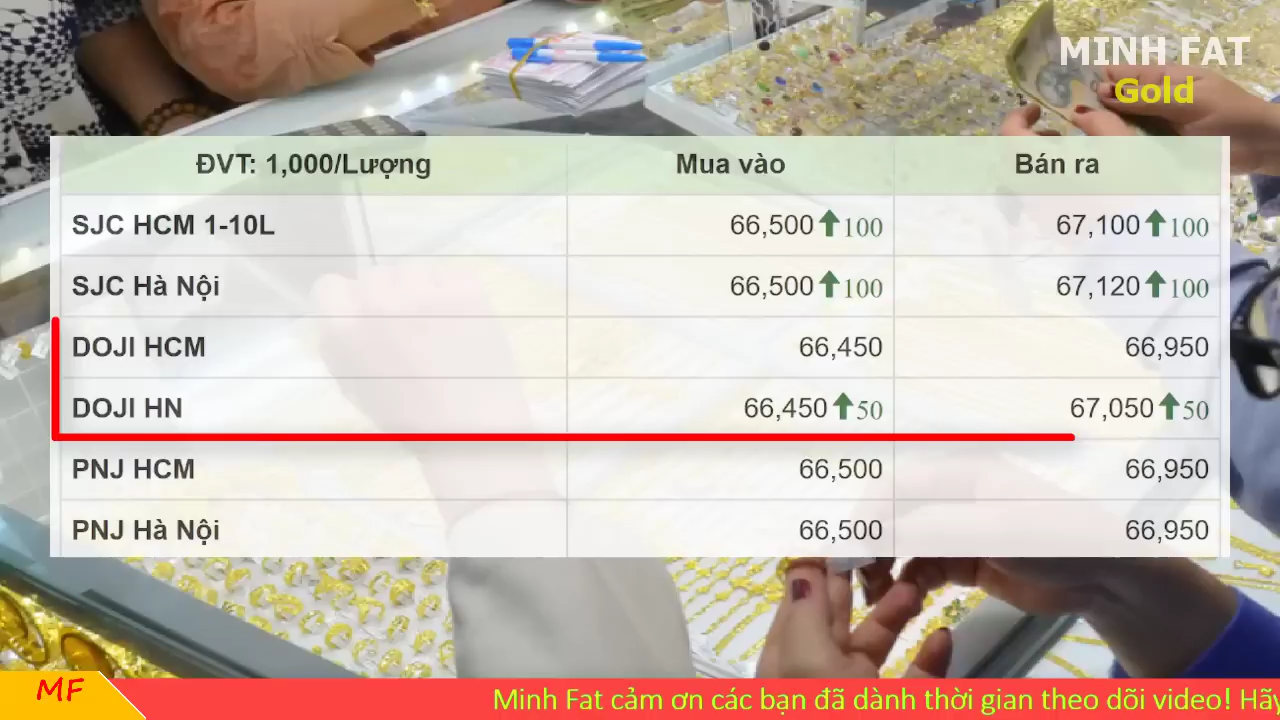 MINH FAT
Gold
ĐVT: 1,000/Lượng Mua vào Bán ra
SJC HCM 1-10L 66,500 100 67,100 100
SJC Hà Nội 66,500 100 67,120 100
DOJI HCM 66,450 66,950
DOJI HN 66,450 50 67,050 50
PNJ HCM 66,500 66,950
PNJ Hà Nội 66,500 66,950
MF Minh Fat cảm ơn các bạn đã dành thời gian theo dõi video! Hãy